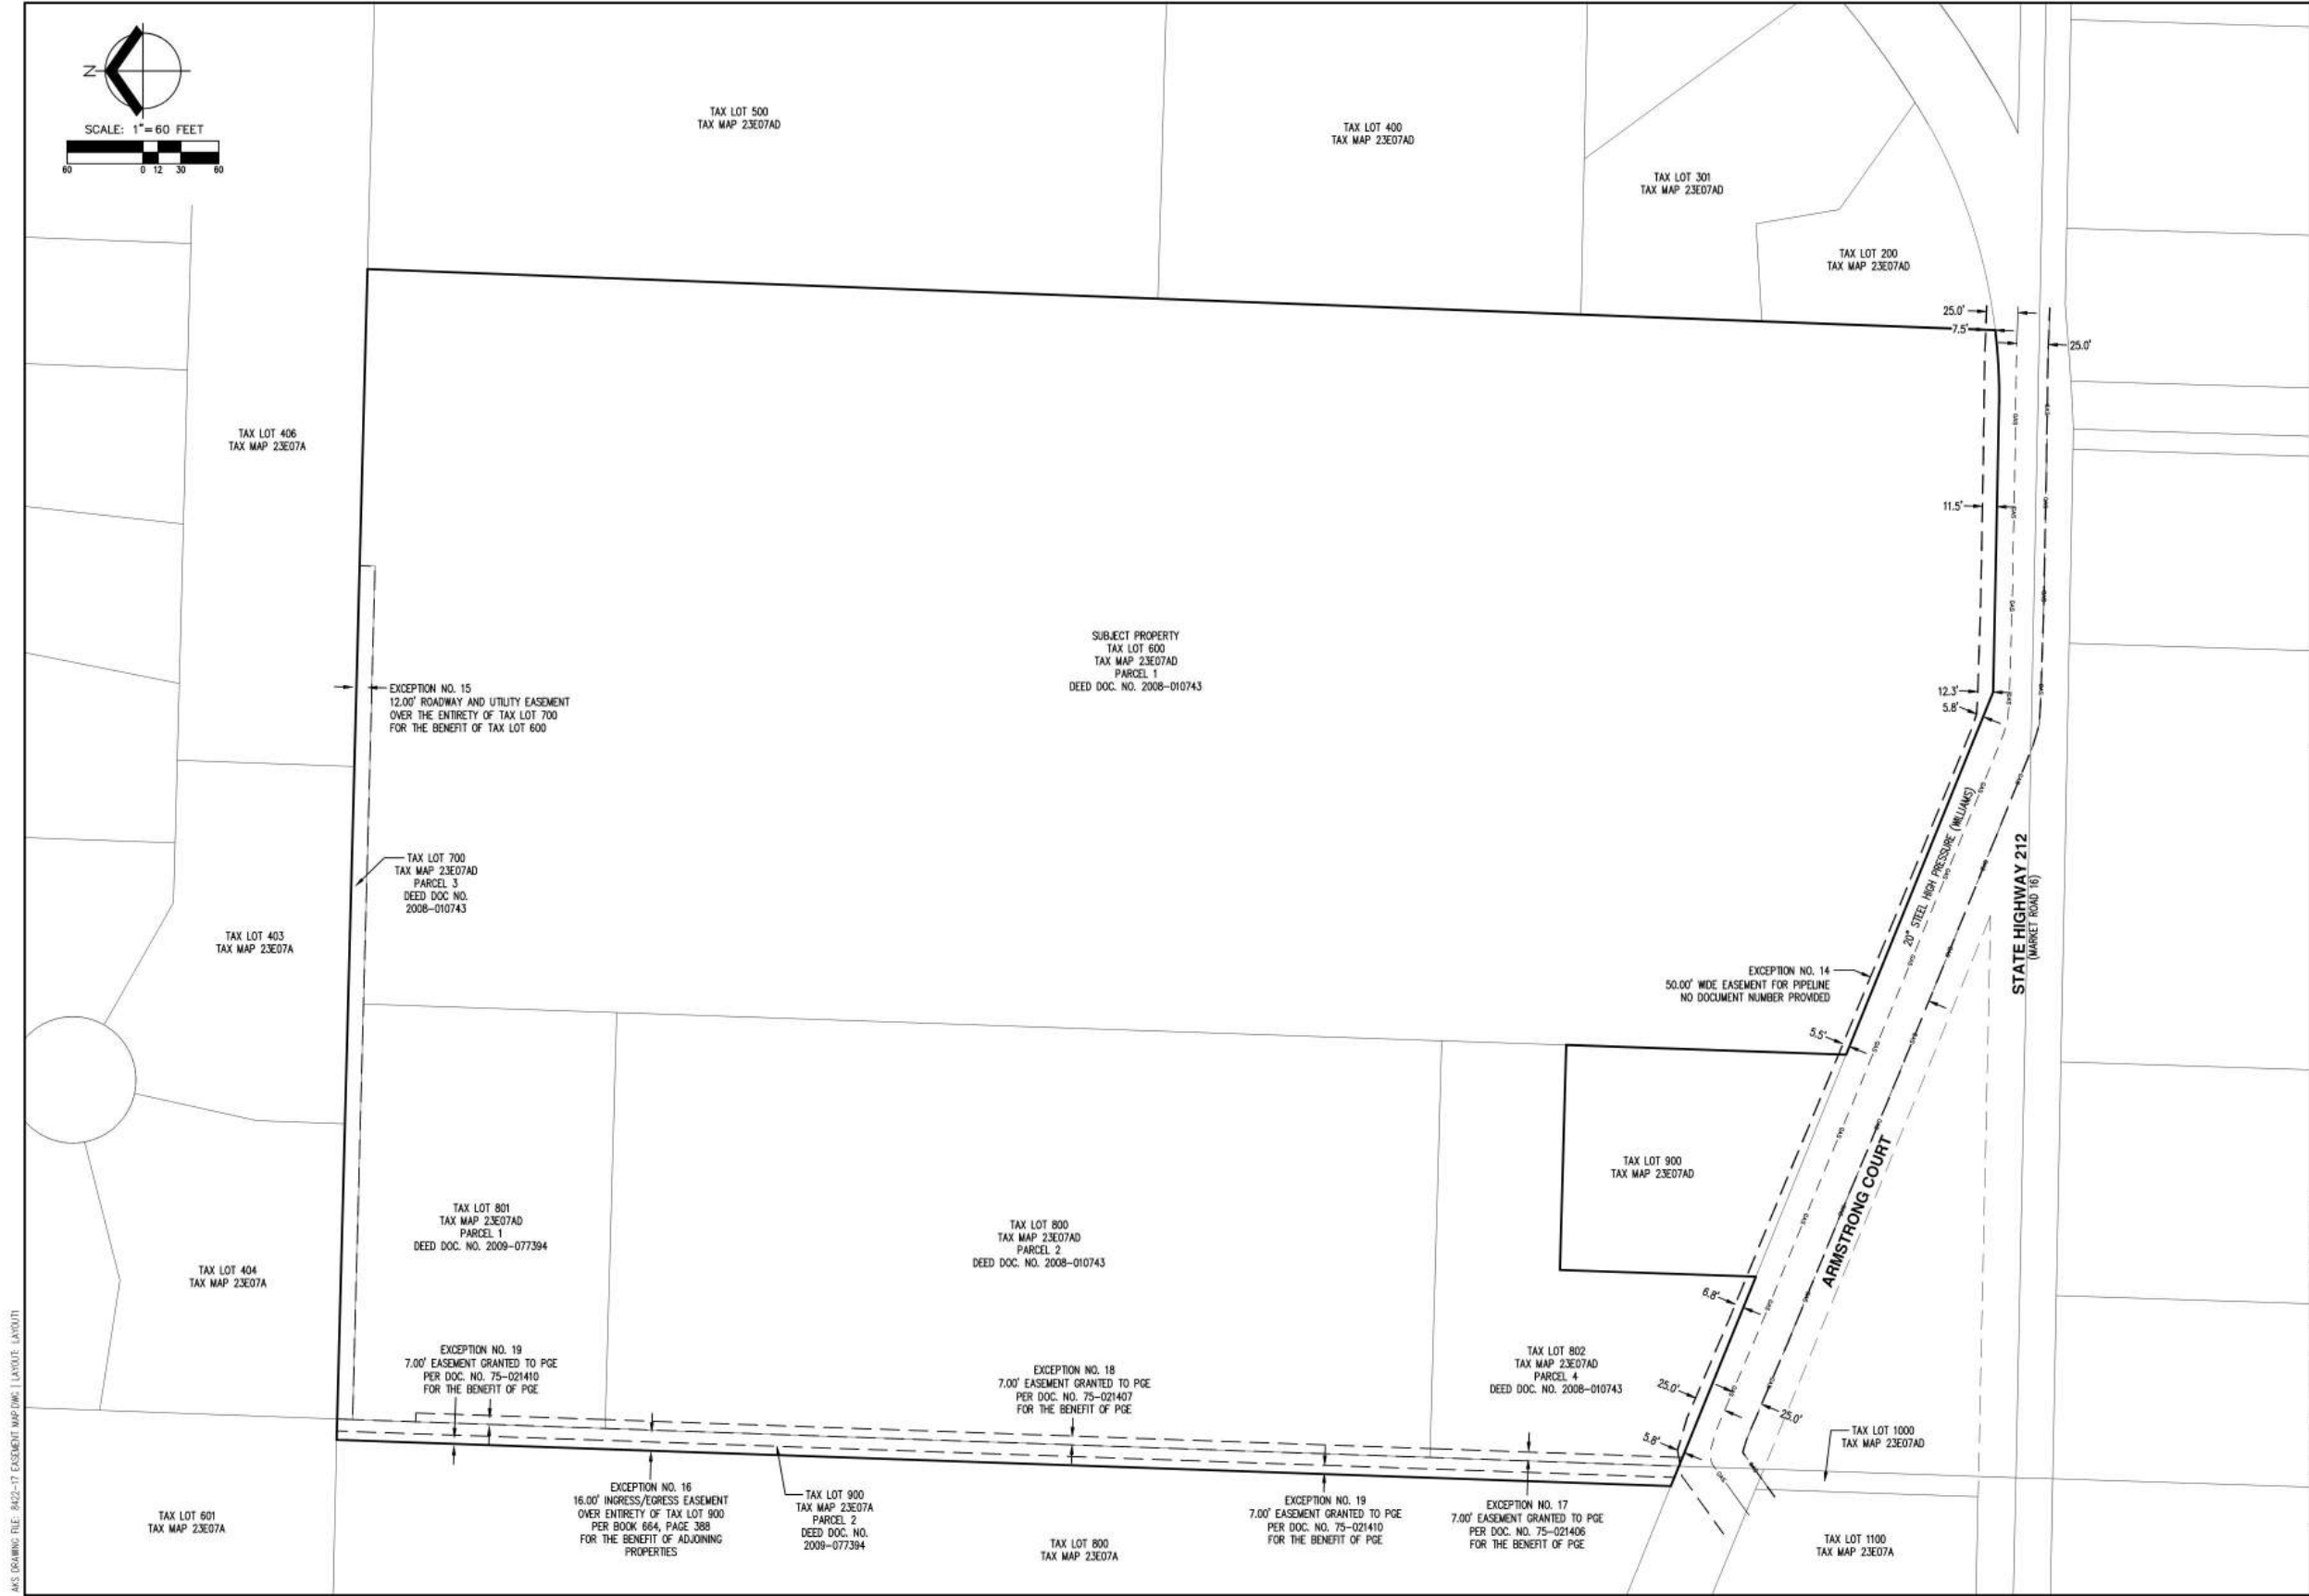 N
SCALE: 1"=60 FEET
60 0 12 30 60
TAX LOT 500
TAX MAP 23E07AD
TAX LOT 400
TAX MAP 23E07AD
TAX LOT 301
TAX MAP 23E07AD
TAX LOT 200
TAX MAP 23E07AD
25.0'
7.5'
25.0'
TAX LOT 406
TAX MAP 23E07A
11.5'
SUBJECT PROPERTY
TAX LOT 600
TAX MAP 23E07AD
PARCEL 1
DEED DOC. NO. 2008-010743
EXCEPTION NO. 15
12.00' ROADWAY AND UTILITY EASEMENT
OVER THE ENTIRETY OF TAX LOT 700
FOR THE BENEFIT OF TAX LOT 600
12.3'
5.8'
20" STEEL HIGH PRESSURE (WILLIAMS)
STATE HIGHWAY 212
(MARKET ROAD 16)
TAX LOT 700
TAX MAP 23E07AD
PARCEL 3
DEED DOC NO.
2008-010743
TAX LOT 403
TAX MAP 23E07A
EXCEPTION NO. 14
50.00' WIDE EASEMENT FOR PIPELINE
NO DOCUMENT NUMBER PROVIDED
5.5'
TAX LOT 900
TAX MAP 23E07AD
ARMSTRONG COURT
TAX LOT 801
TAX MAP 23E07AD
PARCEL 1
DEED DOC. NO. 2009-077394
TAX LOT 800
TAX MAP 23E07AD
PARCEL 2
DEED DOC. NO. 2008-010743
TAX LOT 404
TAX MAP 23E07A
6.8'
EXCEPTION NO. 19
7.00' EASEMENT GRANTED TO PGE
PER DOC. NO. 75-021410
FOR THE BENEFIT OF PGE
EXCEPTION NO. 18
7.00' EASEMENT GRANTED TO PGE
PER DOC. NO. 75-021407
FOR THE BENEFIT OF PGE
TAX LOT 802
TAX MAP 23E07AD
PARCEL 4
DEED DOC. NO. 2008-010743
25.0'
25.0'
5.8'
TAX LOT 1000
TAX MAP 23E07AD
TAX LOT 601
TAX MAP 23E07A
EXCEPTION NO. 16
16.00' INGRESS/EGRESS EASEMENT
OVER ENTIRETY OF TAX LOT 900
PER BOOK 664, PAGE 388
FOR THE BENEFIT OF ADJOINING
PROPERTIES
TAX LOT 900
TAX MAP 23E07A
PARCEL 2
DEED DOC. NO.
2009-077394
TAX LOT 800
TAX MAP 23E07A
EXCEPTION NO. 19
7.00' EASEMENT GRANTED TO PGE
PER DOC. NO. 75-021410
FOR THE BENEFIT OF PGE
EXCEPTION NO. 17
7.00' EASEMENT GRANTED TO PGE
PER DOC. NO. 75-021406
FOR THE BENEFIT OF PGE
TAX LOT 1100
TAX MAP 23E07A
AKS DRAWING FILE: 8422-17 EASEMENT MAP.DWG | LAYOUT: LAYOUT1